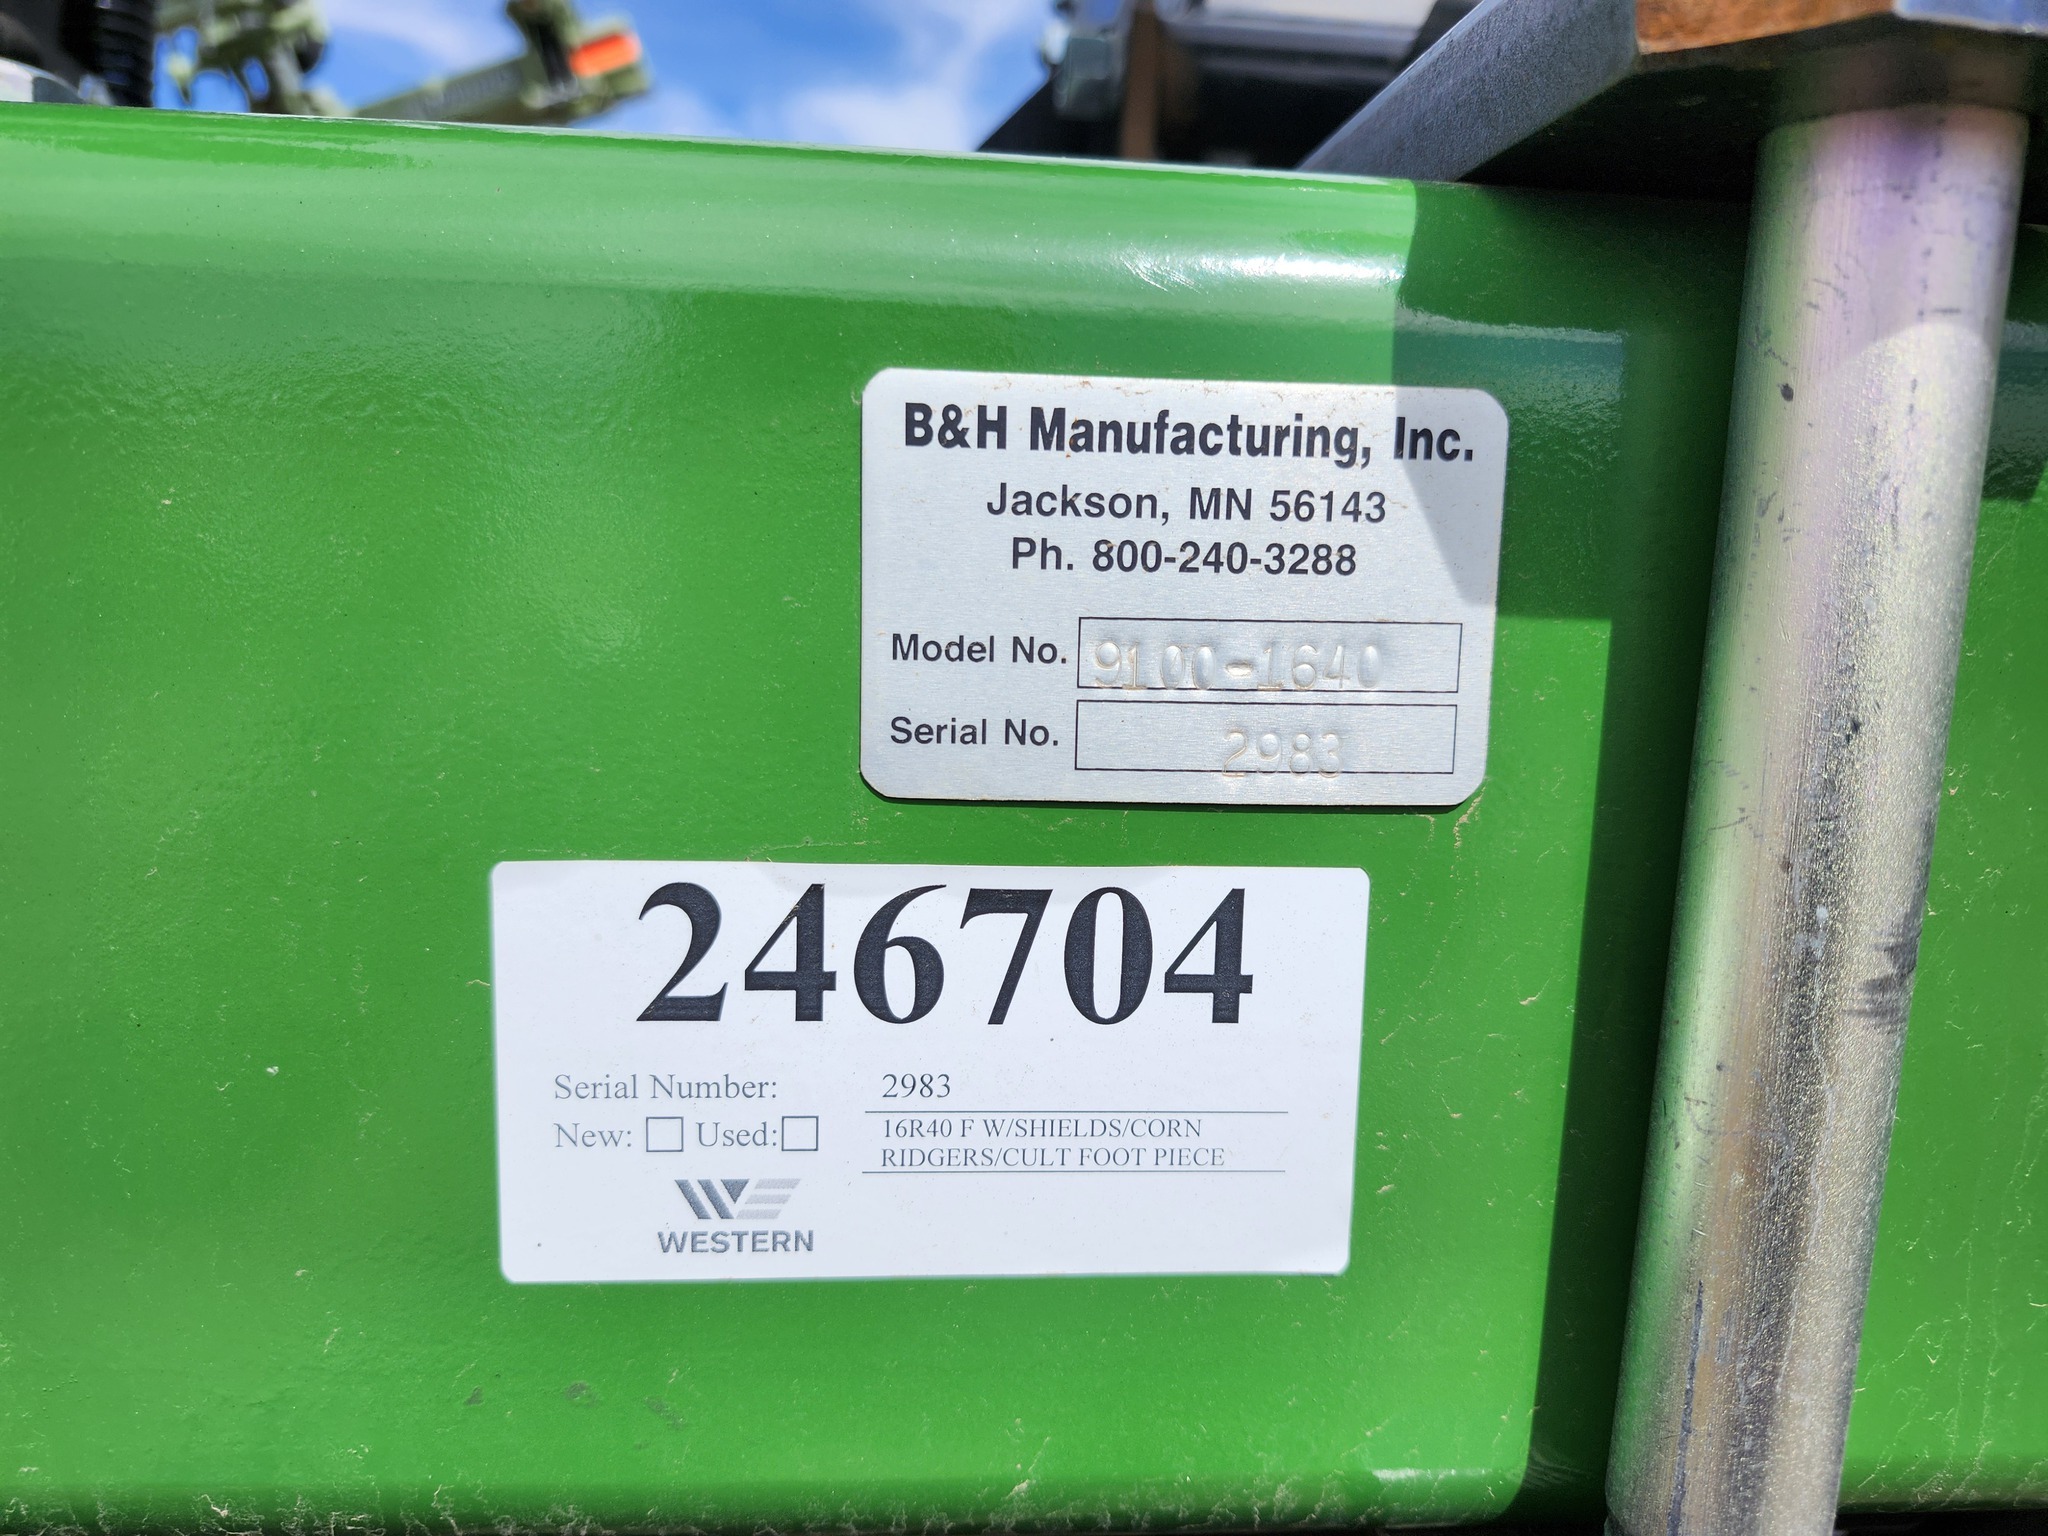 B&H Manufacturing, Inc.
Jackson, MN 56143
Ph. 800-240-3288
Model No. 9100-1640
Serial No. 2983
246704
Serial Number: 2983
New: Used: 16R40 F W/SHIELDS/CORN
RIDGERS/CULT FOOT PIECE
WESTERN